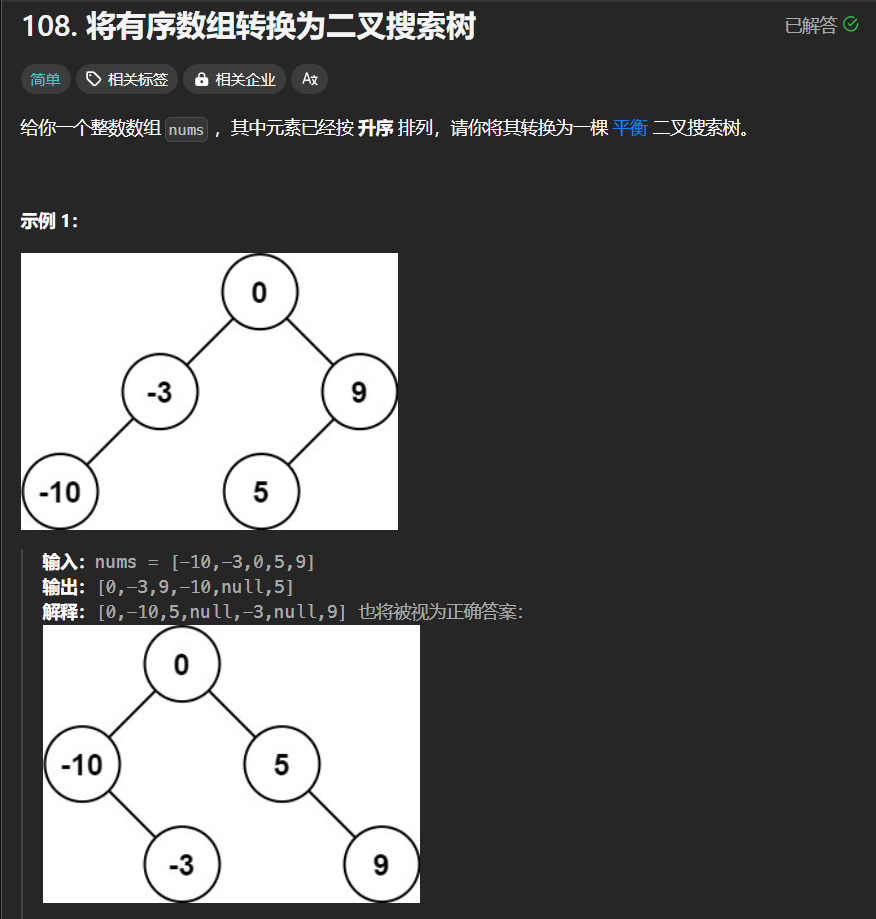 108. 将有序数组转换为二叉搜索树
已解答
简单 相关标签 相关企业 Az
给你一个整数数组 nums ，其中元素已经按 升序 排列，请你将其转换为一棵 平衡 二叉搜索树。
示例 1：
0
-3 9
-10 5
输入：nums = [-10,-3,0,5,9]
输出：[0,-3,9,-10,null,5]
解释：[0,-10,5,null,-3,null,9] 也将被视为正确答案：
0
-10 5
-3 9